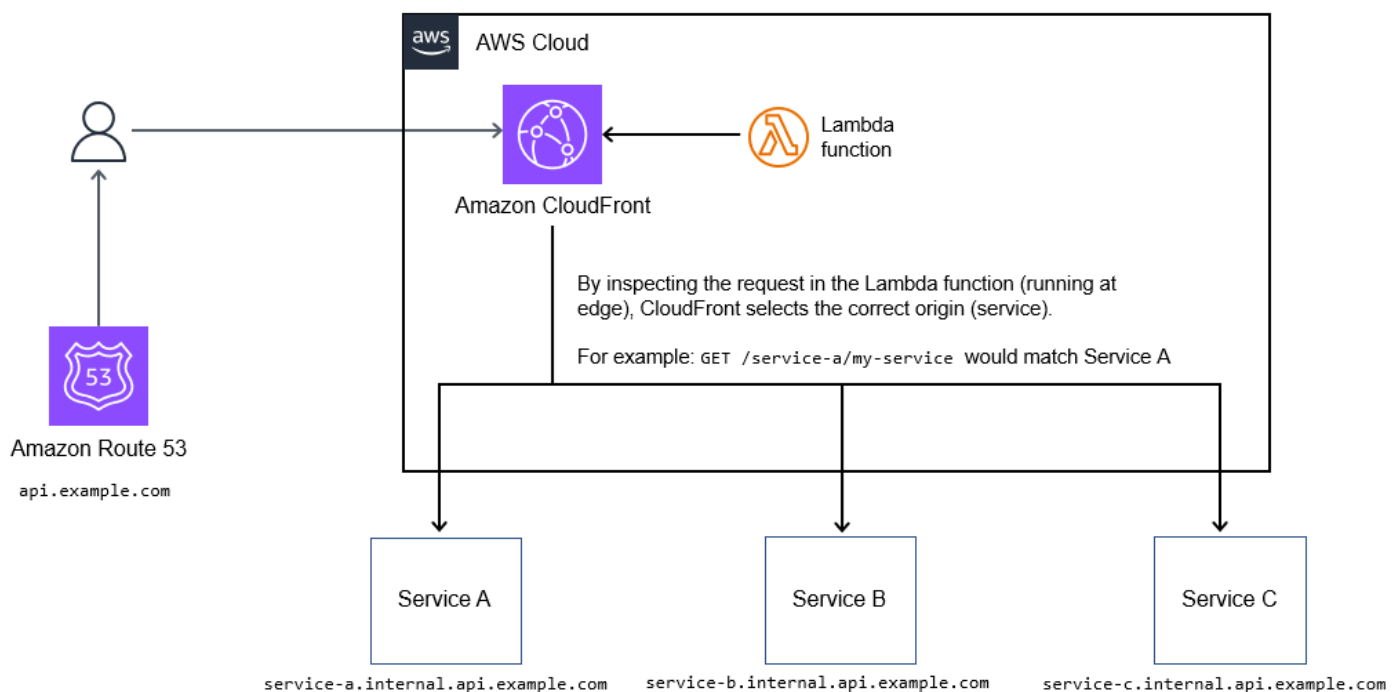 aws
AWS Cloud
Lambda
function
Amazon CloudFront
By inspecting the request in the Lambda function (running at
edge), CloudFront selects the correct origin (service).
For example: GET /service-a/my-service would match Service A
53
Amazon Route 53
api.example.com
Service A
Service B
Service C
service-a.internal.api.example.com
service-b.internal.api.example.com
service-c.internal.api.example.com